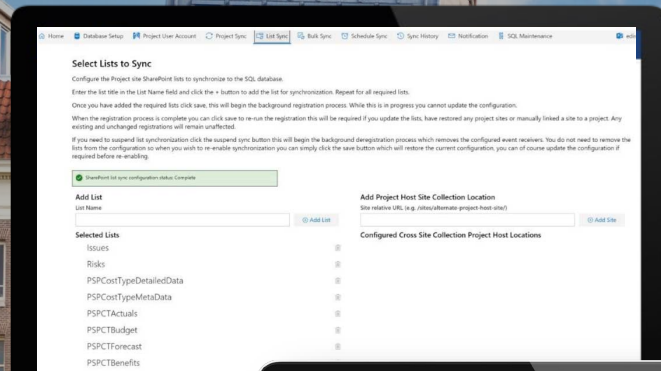 Home Database Setup Project User Account Project Sync List Sync Bulk Sync Schedule Sync Sync History Notification SQL Maintenance
Select Lists to Sync
Configure the Project site SharePoint lists to synchronize to the SQL database.
Enter the list title in the List Name field and click the + button to add the list for synchronization. Repeat for all required lists.
Once you have added the required lists click save, this will begin the background registration process. While this is in progress you cannot update the configuration.
When the registration process is complete you can click save to re-run the registration this will be required if you update the lists, have restored any project sites or manually linked a site to a project. Any
existing and unchanged registrations will remain unaffected.
If you need to suspend list synchronization click the suspend sync button this will begin the background deregistration process which removes the configured event receivers. You do not need to remove the
lists from the configuration so when you wish to re-enable synchronization you can simply click the save button which will restore the current configuration, you can of course update the configuration if
required before re-enabling.
SharePoint list sync configuration status: Complete
Add List Add Project Host Site Collection Location
List Name Site relative URL (e.g. /sites/alternate-project-host-site/)
Add List Add Site
Selected Lists Configured Cross Site Collection Project Host Locations
Issues
Risks
PSPCostTypeDetailedData
PSPCostTypeMetaData
PSPCTActuals
PSPCTBudget
PSPCTForecast
PSPCTBenefits